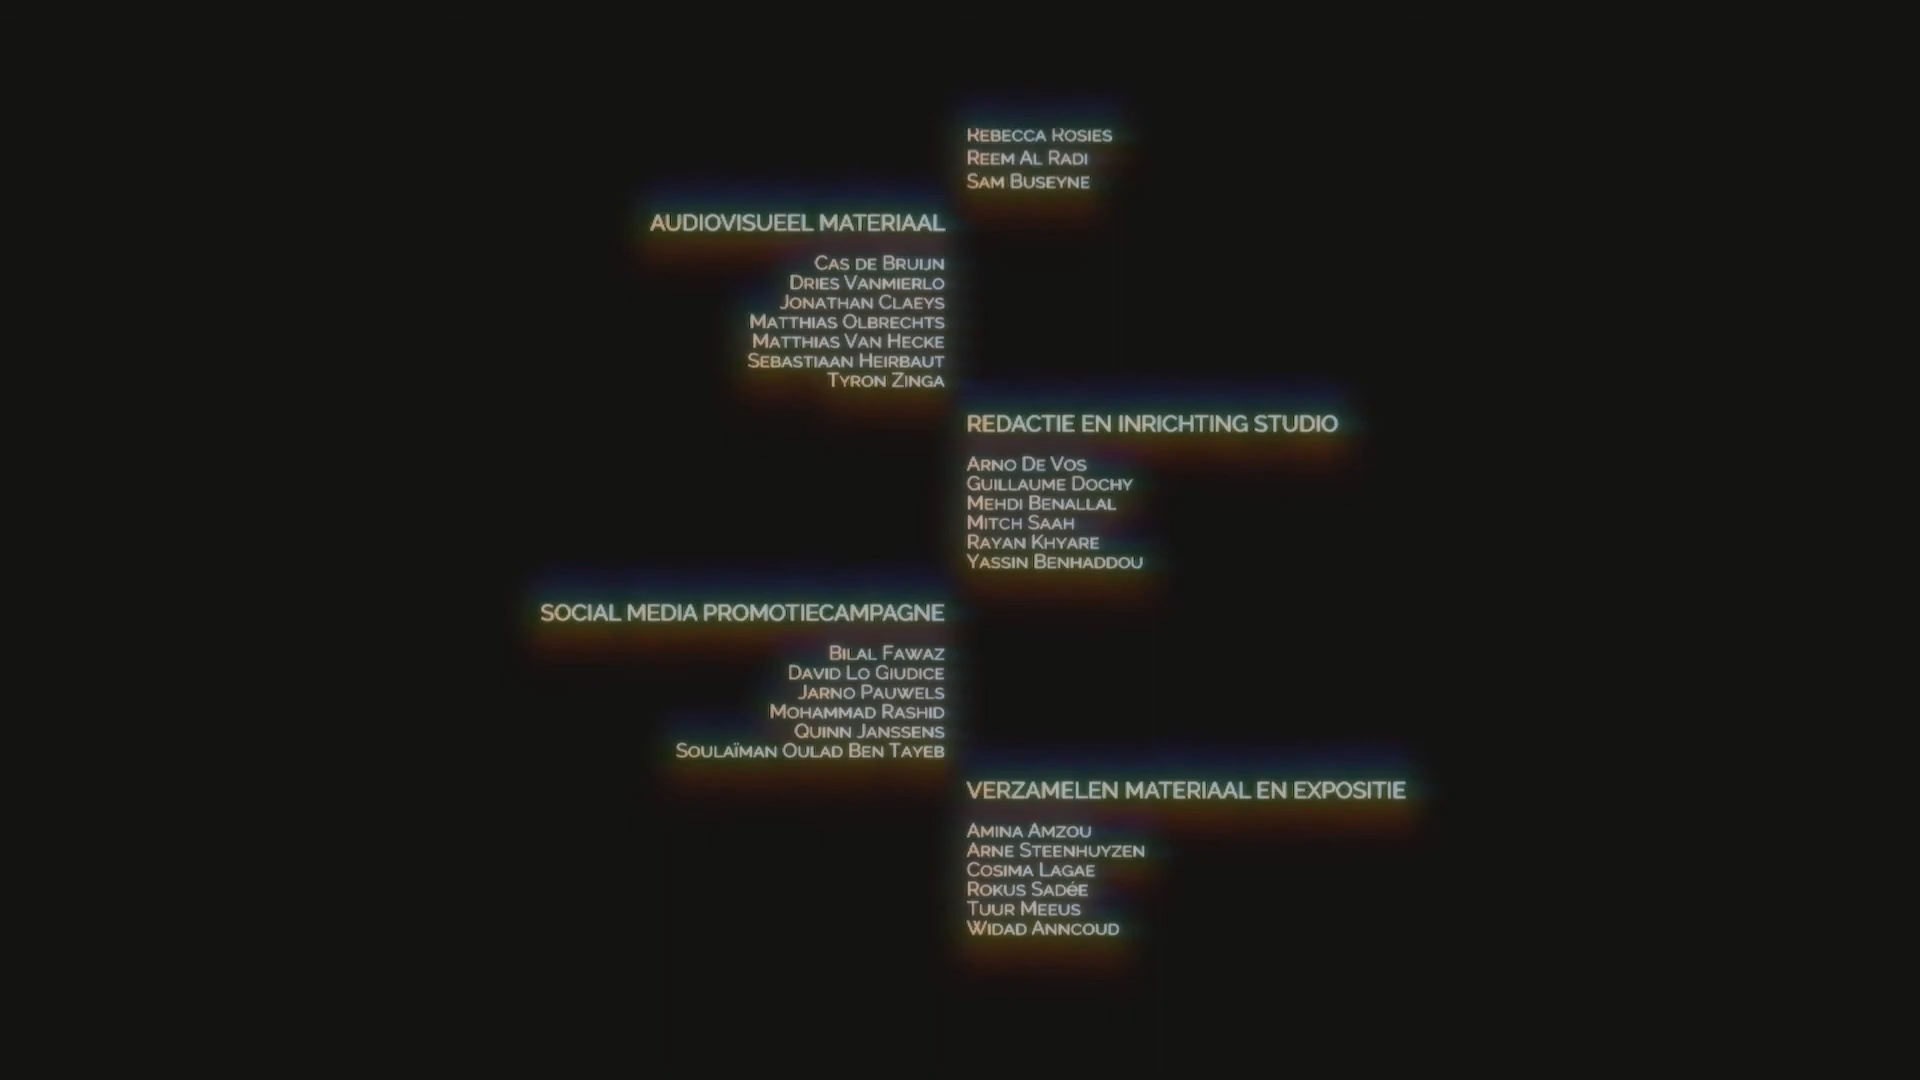 Rebecca Rosies
Reem Al Radi
Sam Buseyne
AUDIOVISUEEL MATERIAAL
Cas de Bruijn
Dries Vanmierlo
Jonathan Claeys
Matthias Olbrechts
Matthias Van Hecke
Sebastiaan Heirbaut
Tyron Zinga
REDACTIE EN INRICHTING STUDIO
Arno De Vos
Guillaume Dochy
Mehdi Benallal
Mitch Saah
Rayan Khyare
Yassin Benhaddou
SOCIAL MEDIA PROMOTIECAMPAGNE
Bilal Fawaz
David Lo Giudice
Jarno Pauwels
Mohammad Rashid
Quinn Janssens
Soulaïman Oulad Ben Tayeb
VERZAMELEN MATERIAAL EN EXPOSITIE
Amina Amzou
Arne Steenhuyzen
Cosima Lagae
Rokus Sadée
Tuur Meeus
Widad Anncoud